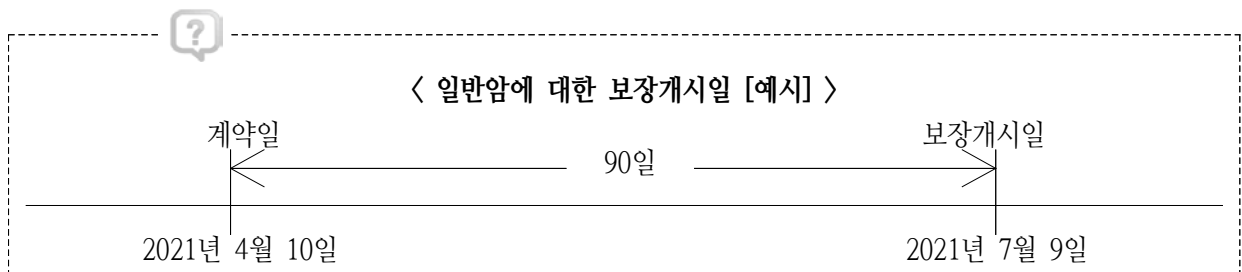 ?
〈 일반암에 대한 보장개시일 [예시] 〉
계약일 보장개시일
90일
2021년 4월 10일 2021년 7월 9일